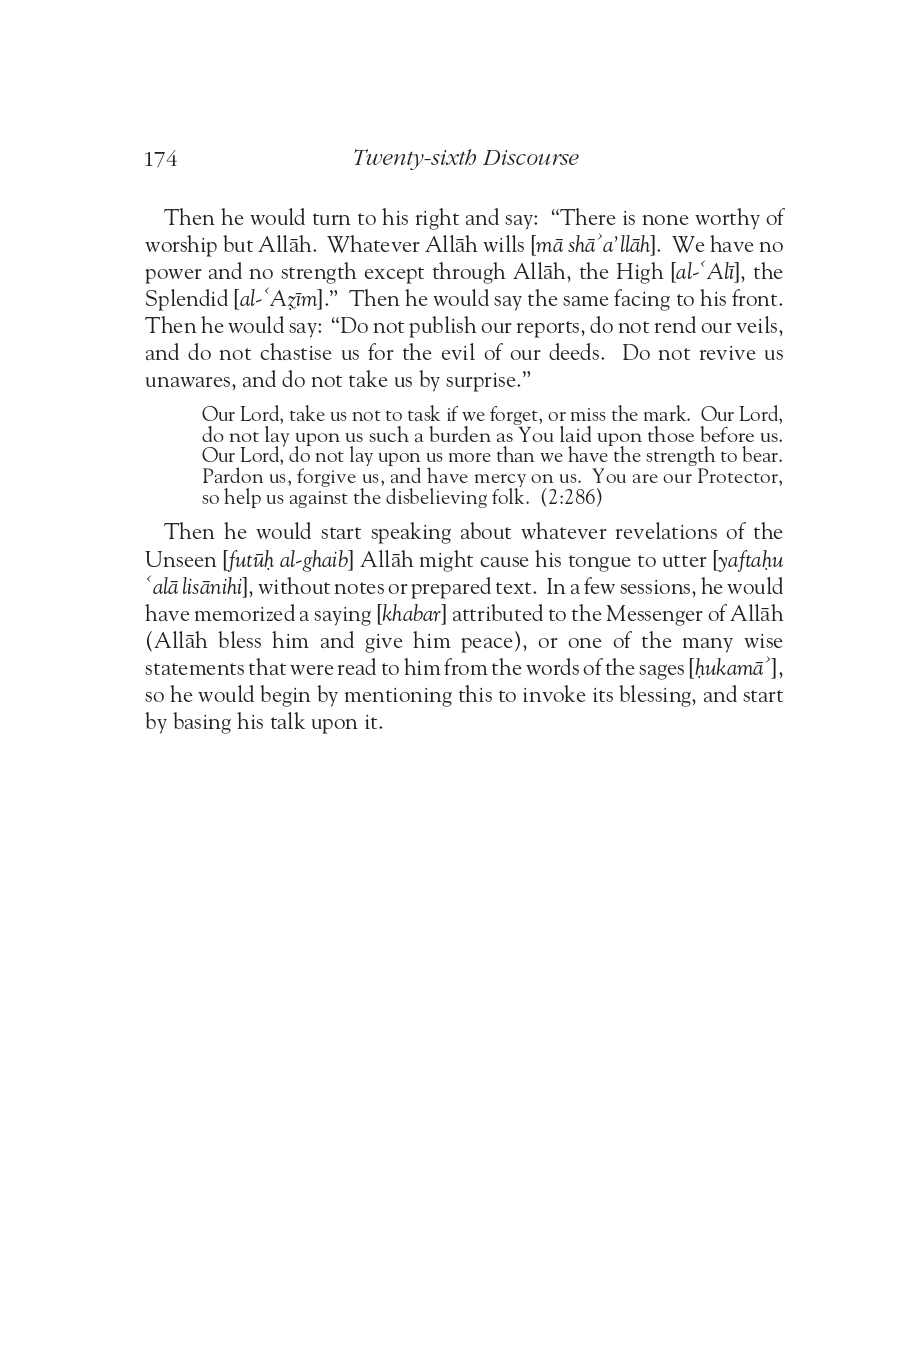 174 Twenty-sixth Discourse
Then he would turn to his right and say: “There is none worthy of
worship but Allāh. Whatever Allāh wills [mā shāʾa’llāh]. We have no
power and no strength except through Allāh, the High [al-ʿAlī], the
Splendid [al-ʿAẓīm].” Then he would say the same facing to his front.
Then he would say: “Do not publish our reports, do not rend our veils,
and do not chastise us for the evil of our deeds. Do not revive us
unawares, and do not take us by surprise.”
Our Lord, take us not to task if we forget, or miss the mark. Our Lord,
do not lay upon us such a burden as You laid upon those before us.
Our Lord, do not lay upon us more than we have the strength to bear.
Pardon us, forgive us, and have mercy on us. You are our Protector,
so help us against the disbelieving folk. (2:286)
Then he would start speaking about whatever revelations of the
Unseen [futūḥ al-ghaib] Allāh might cause his tongue to utter [yaftaḥu
ʿalā lisānihi], without notes or prepared text. In a few sessions, he would
have memorized a saying [khabar] attributed to the Messenger of Allāh
(Allāh bless him and give him peace), or one of the many wise
statements that were read to him from the words of the sages [ḥukamāʾ],
so he would begin by mentioning this to invoke its blessing, and start
by basing his talk upon it.